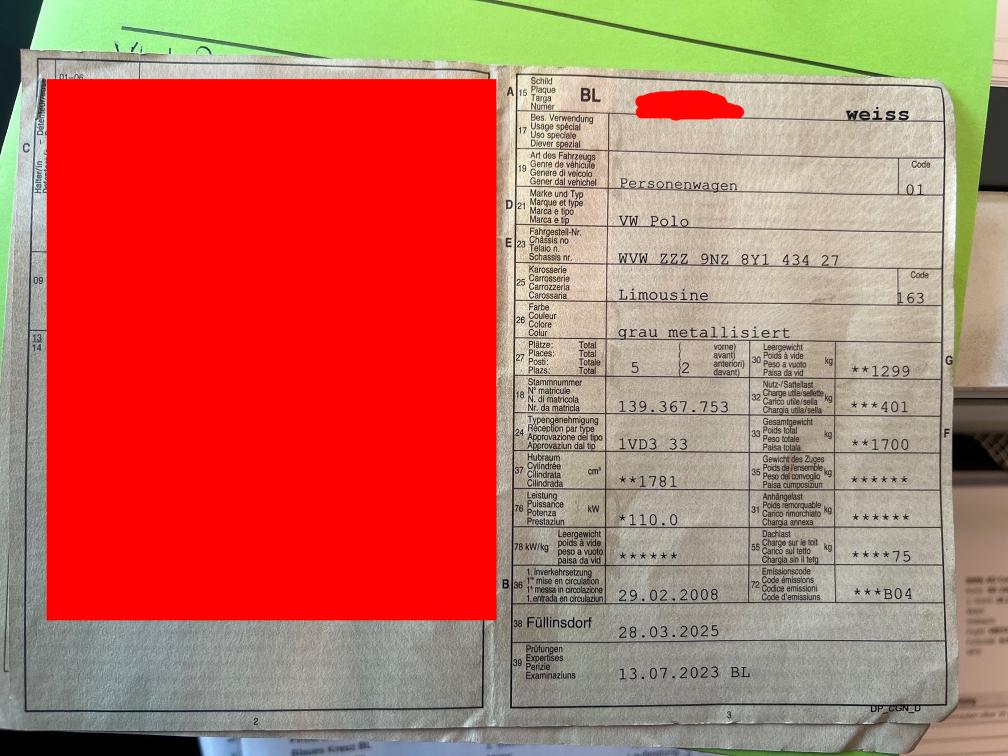 01-06
C
09
13
14
2
A 15 Schild
Plaque
Targa
Numer
BL
weiss
17 Bes. Verwendung
Usage spécial
Uso speciale
Diever spezial
19 Art des Fahrzeugs
Genre de véhicule
Genere di veicolo
Gener dal vehichel
Personenwagen
Code
01
D 21 Marke und Typ
Marque et type
Marca e tipo
Marca e tip
VW Polo
E 23 Fahrgestell-Nr.
Châssis no
Telaio n.
Schassis nr.
WVW ZZZ 9NZ 8Y1 434 27
25 Karosserie
Carrosserie
Carrozzeria
Carossaria
Limousine
Code
163
26 Farbe
Couleur
Colore
Colur
grau metallisiert
27 Plätze: Total
Places: Total
Posti: Totale
Plazs: Total
5
2
vorne)
avant)
anteriori)
davant)
30 Leergewicht
Poids à vide
Peso a vuoto
Paisa da vid
kg
**1299
G
18 Stammnummer
N° matricule
N. di matricola
Nr. da matricla
139.367.753
32 Nutz-/Sattellast
Charge utile/sellette
Carico utile/sella
Chargia utila/sella
kg
***401
24 Typengenehmigung
Réception par type
Approvazione del tipo
Approvaziun dal tip
1VD3 33
33 Gesamtgewicht
Poids total
Peso totale
Paisa totala
kg
**1700
F
37 Hubraum
Cylindrée
Cilindrata
Cilindrada
cm³
**1781
35 Gewicht des Zuges
Poids de l'ensemble
Peso del convoglio
Paisa cumposiziun
kg
******
76 Leistung
Puissance
Potenza
Prestaziun
kW
*110.0
31 Anhängelast
Poids remorquable
Carico rimorchiato
Chargia annexa
kg
******
78 kW/kg
Leergewicht
poids à vide
peso a vuoto
paisa da vid
******
55 Dachlast
Charge sur le toit
Carico sul tetto
Chargia sin il tetg
kg
****75
B 36 1. Inverkehrsetzung
1re mise en circulation
1a messa in circolazione
1. entrada en circulaziun
29.02.2008
72 Emissionscode
Code émissions
Codice emissioni
Code d'emissiuns
***B04
38 Füllinsdorf
28.03.2025
39 Prüfungen
Expertises
Perizie
Examinaziuns
13.07.2023 BL
DP_CGN_D
3
Blaues Kreuz BL